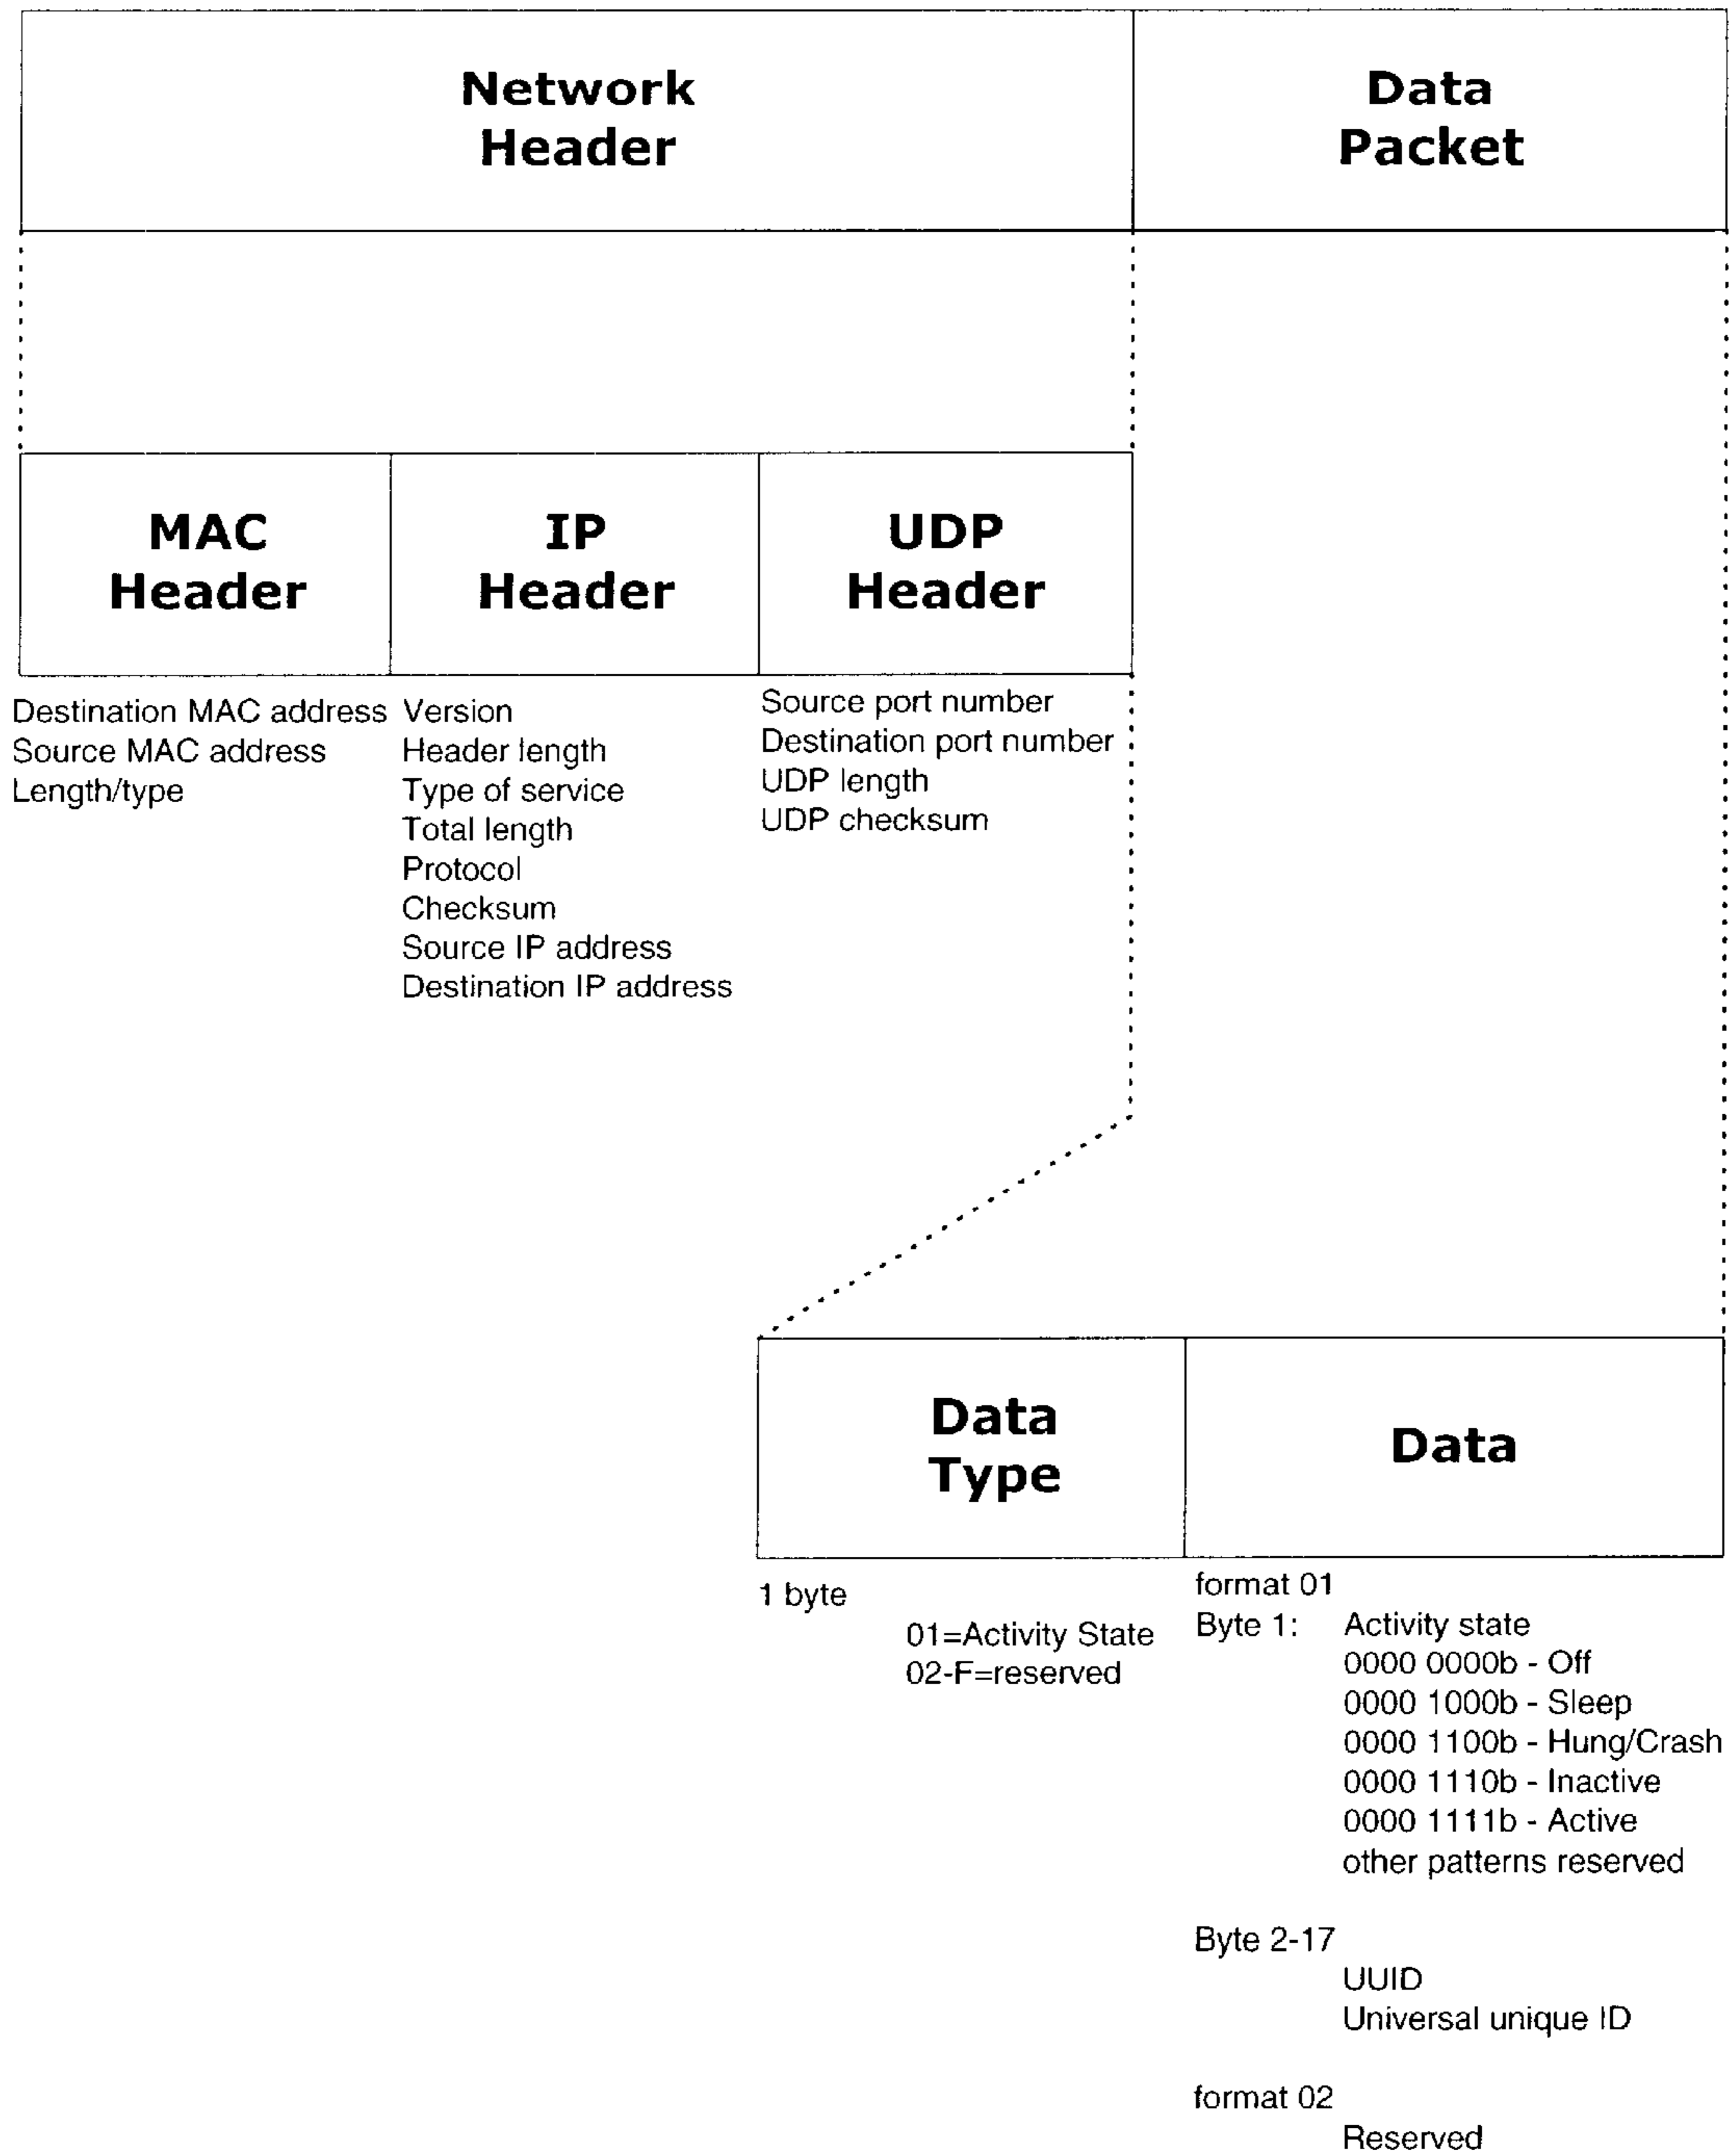 Network
Header
Data
Packet
MAC
Header
IP
Header
UDP
Header
Destination MAC address
Source MAC address
Length/type
Version
Header length
Type of service
Total length
Protocol
Checksum
Source IP address
Destination IP address
Source port number
Destination port number
UDP length
UDP checksum
Data
Type
Data
1 byte
01=Activity State
02-F=reserved
format 01
Byte 1: Activity state
0000 0000b - Off
0000 1000b - Sleep
0000 1100b - Hung/Crash
0000 1110b - Inactive
0000 1111b - Active
other patterns reserved
Byte 2-17
UUID
Universal unique ID
format 02
Reserved